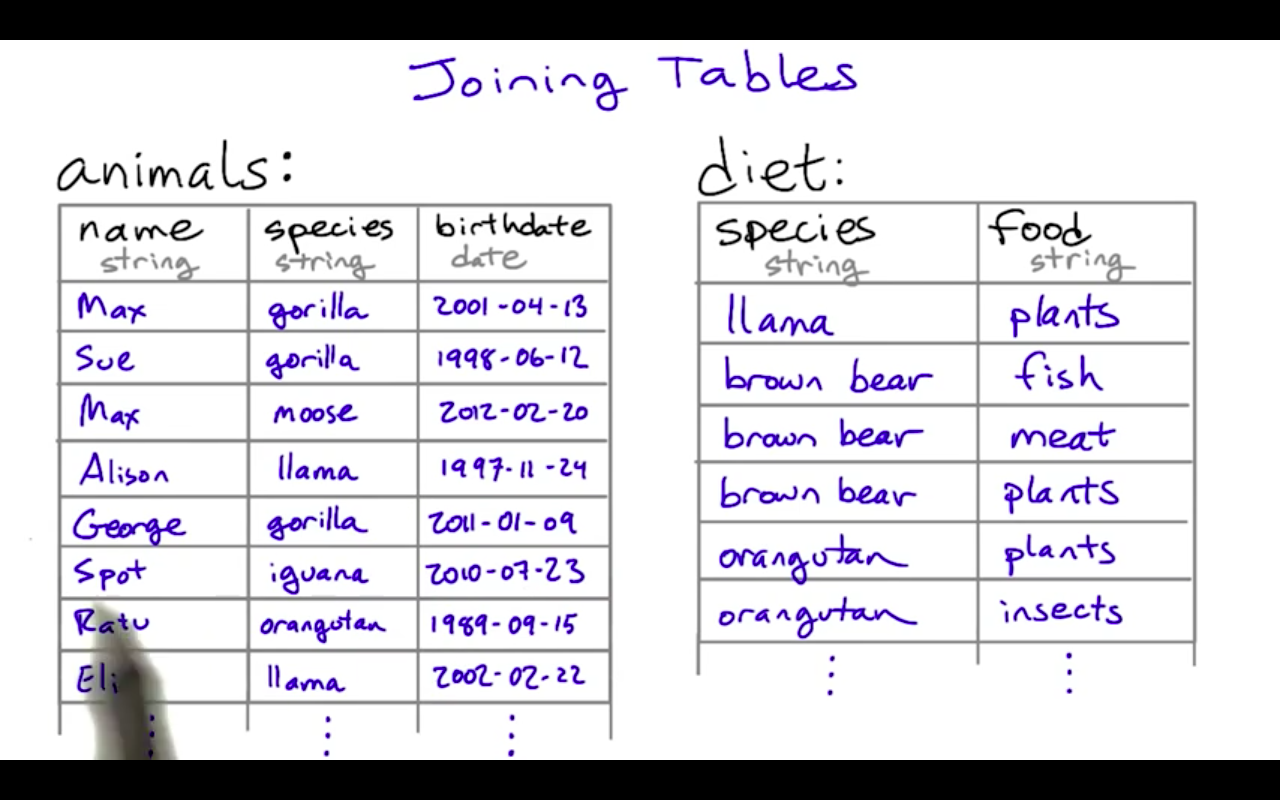 Joining Tables
animals:
name species birthdate
string string date
Max gorilla 2001-04-13
Sue gorilla 1998-06-12
Max moose 2012-02-20
Alison llama 1997-11-24
George gorilla 2011-01-09
Spot iguana 2010-07-23
Ratu orangutan 1989-09-15
Eli llama 2002-02-22
diet:
species food
string string
llama plants
brown bear fish
brown bear meat
brown bear plants
orangutan plants
orangutan insects